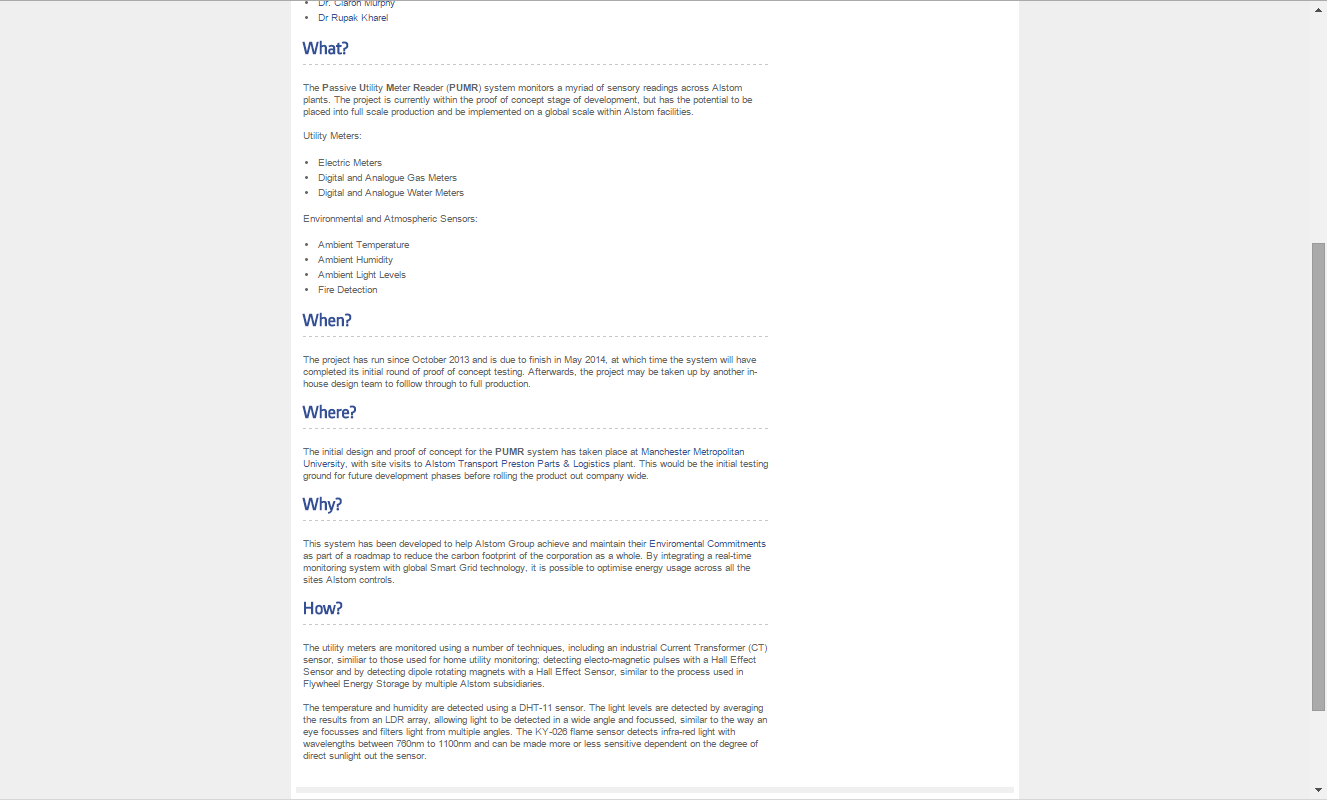 Dr. Ciaron Murphy
Dr Rupak Kharel
What?
The Passive Utility Meter Reader (PUMR) system monitors a myriad of sensory readings across Alstom
plants. The project is currently within the proof of concept stage of development, but has the potential to be
placed into full scale production and be implemented on a global scale within Alstom facilities.
Utility Meters:
• Electric Meters
• Digital and Analogue Gas Meters
• Digital and Analogue Water Meters
Environmental and Atmospheric Sensors:
• Ambient Temperature
• Ambient Humidity
• Ambient Light Levels
• Fire Detection
When?
The project has run since October 2013 and is due to finish in May 2014, at which time the system will have
completed its initial round of proof of concept testing. Afterwards, the project may be taken up by another in-
house design team to folllow through to full production.
Where?
The initial design and proof of concept for the PUMR system has taken place at Manchester Metropolitan
University, with site visits to Alstom Transport Preston Parts & Logistics plant. This would be the initial testing
ground for future development phases before rolling the product out company wide.
Why?
This system has been developed to help Alstom Group achieve and maintain their Enviromental Commitments
as part of a roadmap to reduce the carbon footprint of the corporation as a whole. By integrating a real-time
monitoring system with global Smart Grid technology, it is possible to optimise energy usage across all the
sites Alstom controls.
How?
The utility meters are monitored using a number of techniques, including an industrial Current Transformer (CT)
sensor, similiar to those used for home utility monitoring; detecting electo-magnetic pulses with a Hall Effect
Sensor and by detecting dipole rotating magnets with a Hall Effect Sensor, similar to the process used in
Flywheel Energy Storage by multiple Alstom subsidiaries.
The temperature and humidity are detected using a DHT-11 sensor. The light levels are detected by averaging
the results from an LDR array, allowing light to be detected in a wide angle and focussed, similar to the way an
eye focusses and filters light from multiple angles. The KY-026 flame sensor detects infra-red light with
wavelengths between 760nm to 1100nm and can be made more or less sensitive dependent on the degree of
direct sunlight out the sensor.